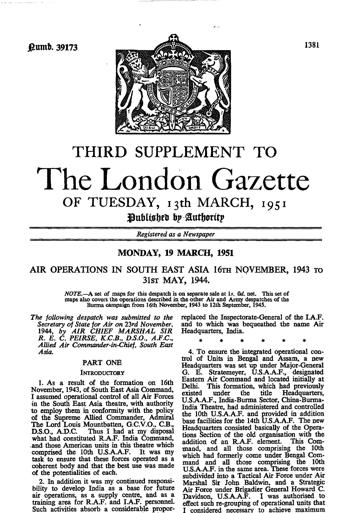 Numb. 39173
1381
THIRD SUPPLEMENT TO
The London Gazette
OF TUESDAY, 13th MARCH, 1951
Published by Authority
Registered as a Newspaper
MONDAY, 19 MARCH, 1951
AIR OPERATIONS IN SOUTH EAST ASIA 16TH NOVEMBER, 1943 TO
31ST MAY, 1944.
NOTE.—A set of maps for this despatch is on separate sale at 1s. 0d. net. This set of
maps also covers the operations described in the other Air and Army despatches of the
Burma campaign from 16th November, 1943 to 12th September, 1945.
The following despatch was submitted to the
Secretary of State for Air on 23rd November,
1944, by AIR CHIEF MARSHAL SIR
R. E. C. PEIRSE, K.C.B., D.S.O., A.F.C.,
Allied Air Commander-in-Chief, South East
Asia.
PART ONE
INTRODUCTORY
1. As a result of the formation on 16th
November, 1943, of South East Asia Command,
I assumed operational control of all Air Forces
in the South East Asia theatre, with authority
to employ them in conformity with the policy
of the Supreme Allied Commander, Admiral
The Lord Louis Mountbatten, G.C.V.O., C.B.,
D.S.O., A.D.C. Thus I had at my disposal
what had constituted R.A.F. India Command,
and those American units in this theatre which
comprised the 10th U.S.A.A.F. It was my
task to ensure that these forces operated as a
coherent body and that the best use was made
of the potentialities of each.
2. In addition it was my continued responsi-
bility to develop India as a base for future
air operations, as a supply centre, and as a
training area for R.A.F. and I.A.F. personnel.
Such activities absorb a considerable propor-
replaced the Inspectorate-General of the I.A.F.
and to which was bequeathed the name Air
Headquarters, India.
* * * * * *
4. To ensure the integrated operational con-
trol of Units in Bengal and Assam, a new
Headquarters was set up under Major-General
G. E. Stratemeyer, U.S.A.A.F., designated
Eastern Air Command and located initially at
Delhi. This formation, which had previously
existed under the title Headquarters,
U.S.A.A.F., India-Burma Sector, China-Burma-
India Theatre, had administered and controlled
the 10th U.S.A.A.F. and provided in addition
base facilities for the 14th U.S.A.A.F. The new
Headquarters consisted basically of the Opera-
tions Section of the old organisation with the
addition of an R.A.F. element. This Com-
mand, and all those comprising the 10th
which had formerly come under Bengal Com-
mand and all those comprising the 10th
U.S.A.A.F. in the same area. These forces were
subdivided into a Tactical Air Force under Air
Marshal Sir John Baldwin, and a Strategic
Air Force under Brigadier General Howard C.
Davidson, U.S.A.A.F. I was authorised to
effect such re-grouping of operational units that
I considered necessary to achieve maximum